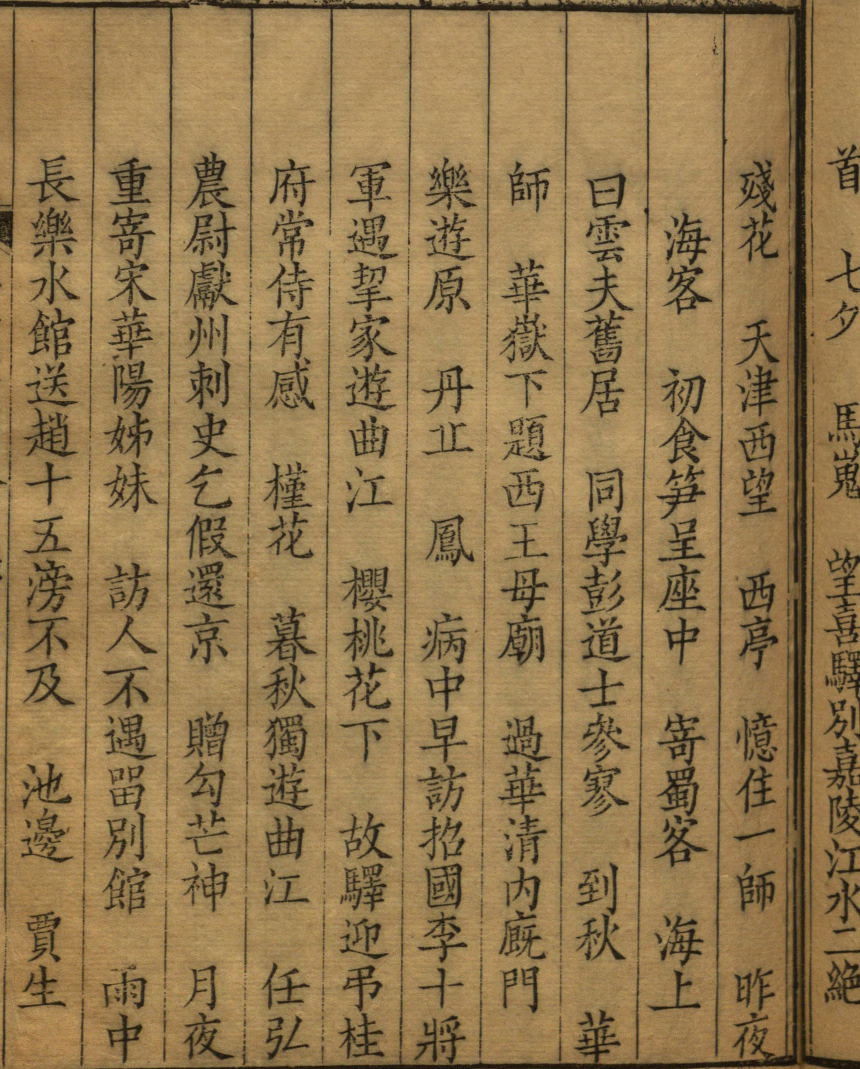 首 七夕 馬嵬 望喜驛別嘉陵江水二絶
殘花 天津西望 西亭 憶住一師 昨夜
海客 初食笋呈座中 寄蜀客 海上
曰雲夫舊居 同學彭道士參寥 到秋 華
師 華嶽下題西王母廟 過華清内廐門
樂遊原 丹丘 鳳 病中早訪招國李十將
軍遇挈家遊曲江 櫻桃花下 故驛迎弔桂
府常侍有感 槿花 暮秋獨遊曲江 任弘
農尉獻州刺史乞假還京 贈勾芒神 月夜
重寄宋華陽姊妹 訪人不遇畱別館 雨中
長樂水館送趙十五滂不及 池邊 賈生